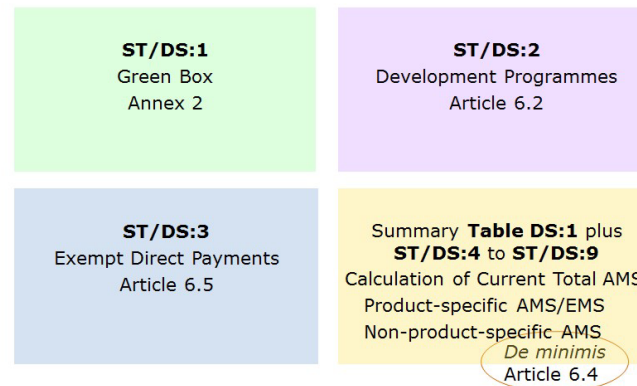 ST/DS:1
Green Box
Annex 2
ST/DS:2
Development Programmes
Article 6.2
ST/DS:3
Exempt Direct Payments
Article 6.5
Summary Table DS:1 plus
ST/DS:4 to ST/DS:9
Calculation of Current Total AMS
Product-specific AMS/EMS
Non-product-specific AMS
De minimis
Article 6.4